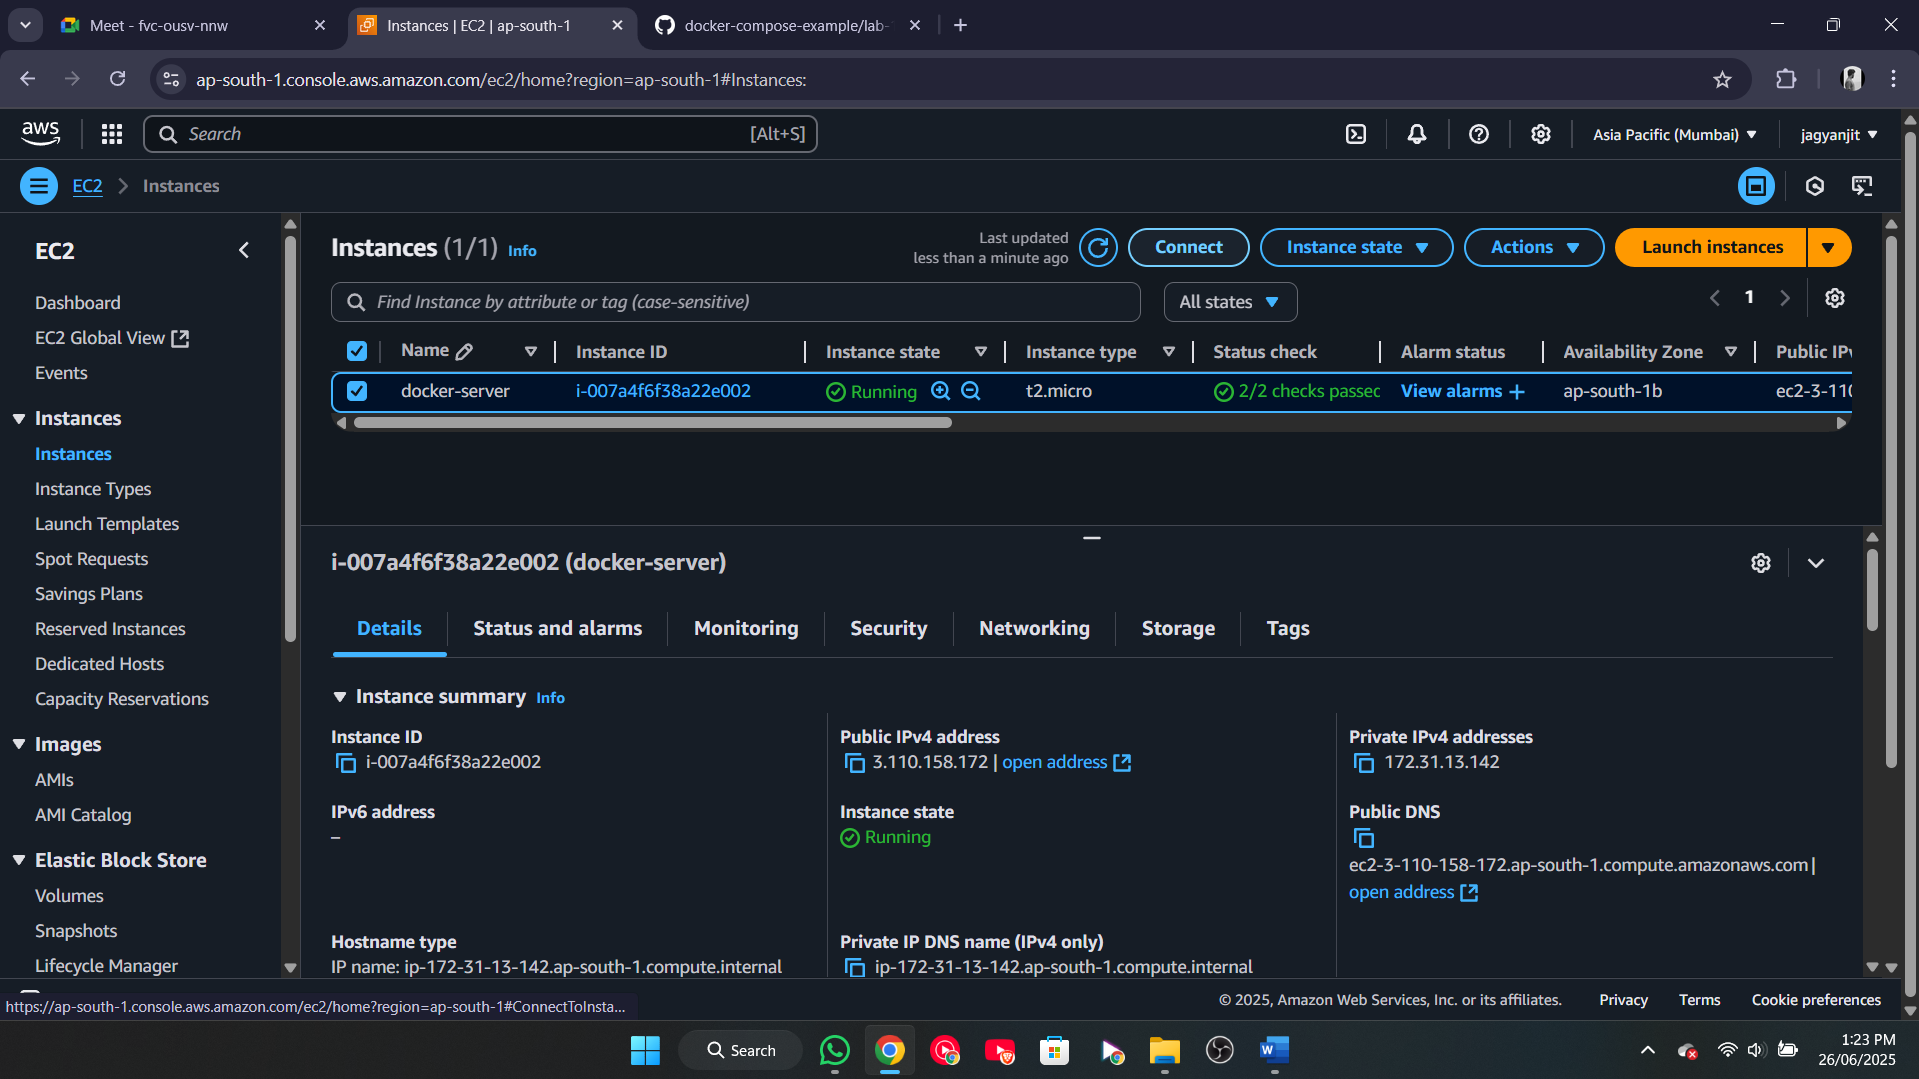 Meet - fvc-ousv-nnw
Instances | EC2 | ap-south-1
docker-compose-example/lab-
ap-south-1.console.aws.amazon.com/ec2/home?region=ap-south-1#Instances:
aws
Search
[Alt+S]
Asia Pacific (Mumbai)
jagyanjit
EC2
Instances
EC2
Dashboard
EC2 Global View
Events
Instances
Instances
Instance Types
Launch Templates
Spot Requests
Savings Plans
Reserved Instances
Dedicated Hosts
Capacity Reservations
Images
AMIs
AMI Catalog
Elastic Block Store
Volumes
Snapshots
Lifecycle Manager
Instances (1/1) Info
Last updated
less than a minute ago
Connect
Instance state
Actions
Launch instances
Find Instance by attribute or tag (case-sensitive)
All states
1
Name
Instance ID
Instance state
Instance type
Status check
Alarm status
Availability Zone
Public IPv
docker-server
i-007a4f6f38a22e002
Running
t2.micro
2/2 checks passec
View alarms +
ap-south-1b
ec2-3-110
i-007a4f6f38a22e002 (docker-server)
Details
Status and alarms
Monitoring
Security
Networking
Storage
Tags
Instance summary Info
Instance ID
i-007a4f6f38a22e002
Public IPv4 address
3.110.158.172 | open address
Private IPv4 addresses
172.31.13.142
IPv6 address
–
Instance state
Running
Public DNS
ec2-3-110-158-172.ap-south-1.compute.amazonaws.com |
open address
Hostname type
IP name: ip-172-31-13-142.ap-south-1.compute.internal
Private IP DNS name (IPv4 only)
ip-172-31-13-142.ap-south-1.compute.internal
https://ap-south-1.console.aws.amazon.com/ec2/home?region=ap-south-1#ConnectToInsta...
© 2025, Amazon Web Services, Inc. or its affiliates.
Privacy
Terms
Cookie preferences
Search
1:23 PM
26/06/2025